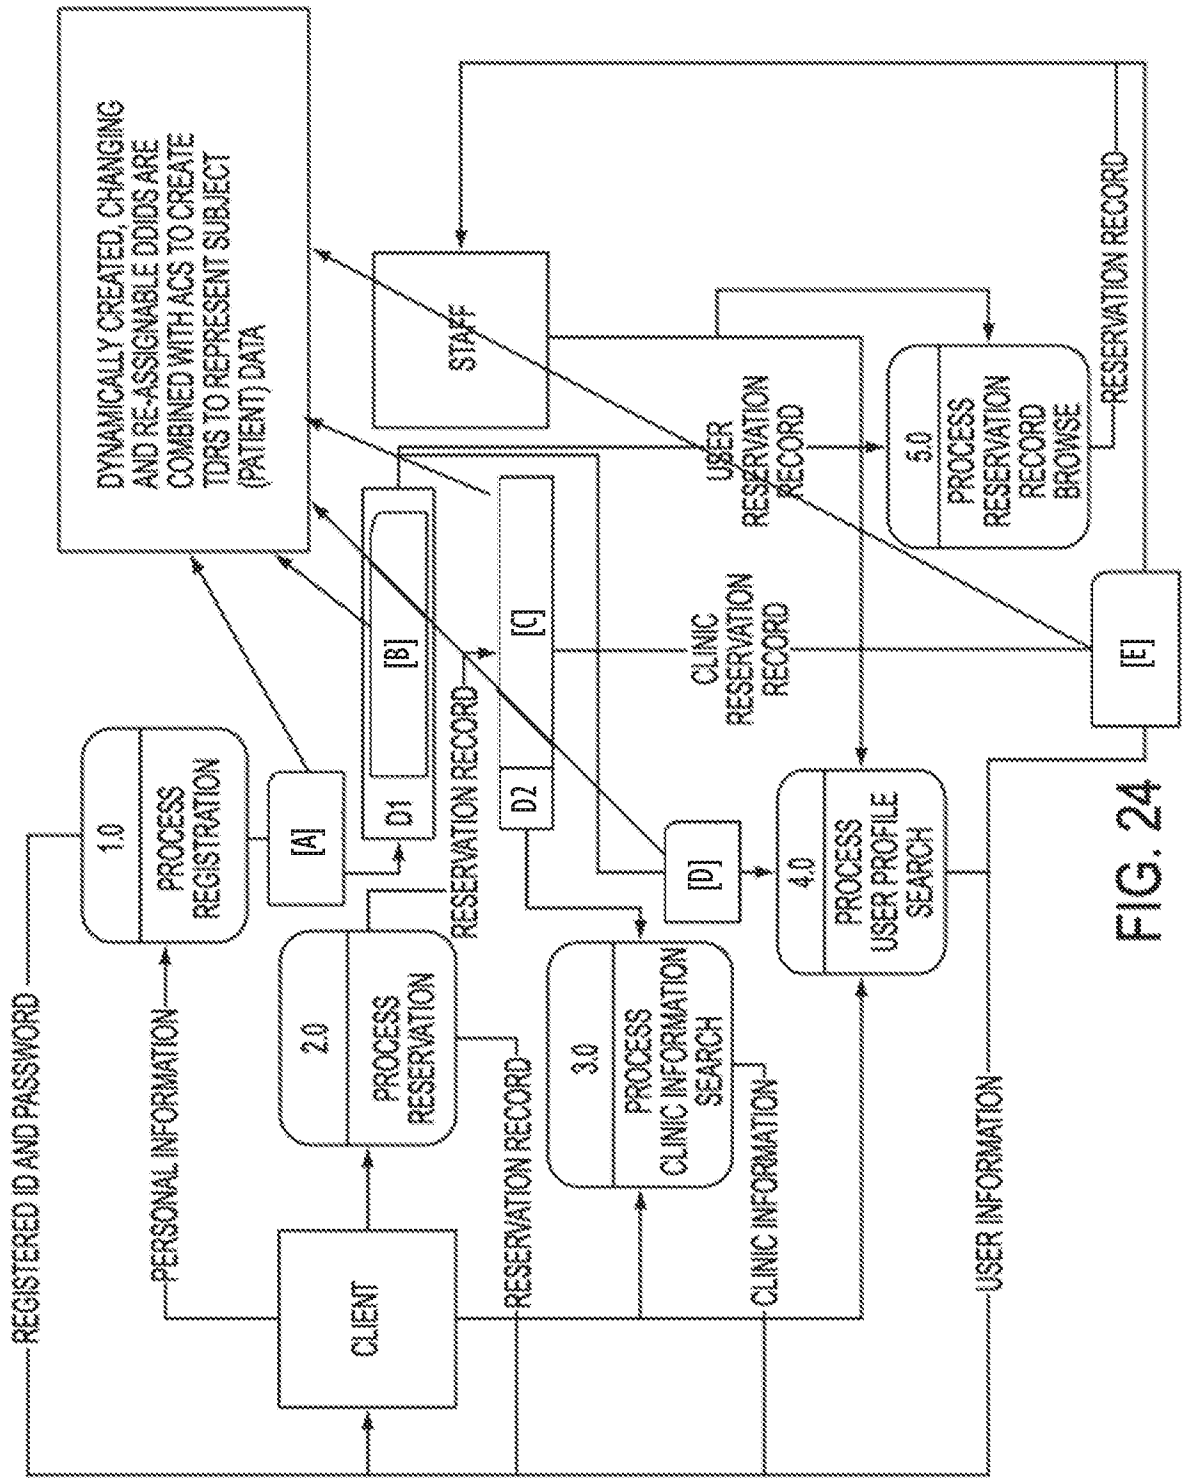 REGISTERED ID AND PASSWORD
PERSONAL INFORMATION
1.0
PROCESS
REGISTRATION
[A]
DYNAMICALLY CREATED, CHANGING
AND RE-ASSIGNABLE DDIDS ARE
COMBINED WITH ACS TO CREATE
TDRS TO REPRESENT SUBJECT
(PATIENT) DATA
CLIENT
2.0
PROCESS
RESERVATION
D1
[B]
RESERVATION RECORD
STAFF
RESERVATION RECORD
D2
[C]
3.0
PROCESS
CLINIC INFORMATION
SEARCH
CLINIC INFORMATION
[D]
CLINIC
RESERVATION
RECORD
USER
RESERVATION
RECORD
4.0
PROCESS
USER PROFILE
SEARCH
5.0
PROCESS
RESERVATION
RECORD
BROWSE
USER INFORMATION
[E]
RESERVATION RECORD
FIG. 24